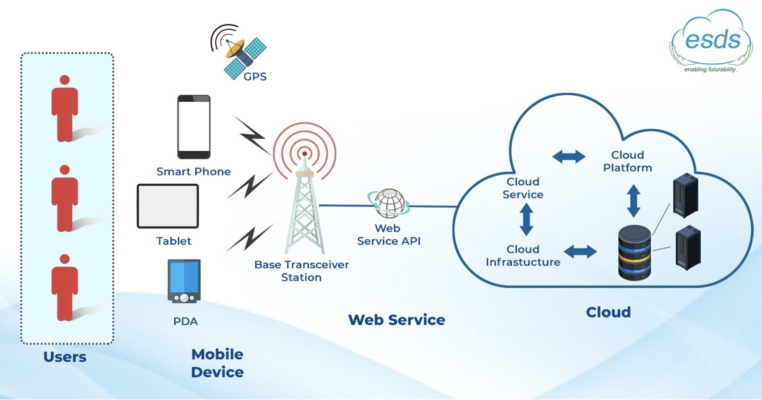 esds
enabling futurability..
GPS
Smart Phone
Tablet
PDA
Base Transceiver
Station
Web
Service API
Cloud
Service
Cloud
Platform
Cloud
Infrastucture
Users
Mobile
Device
Web Service
Cloud